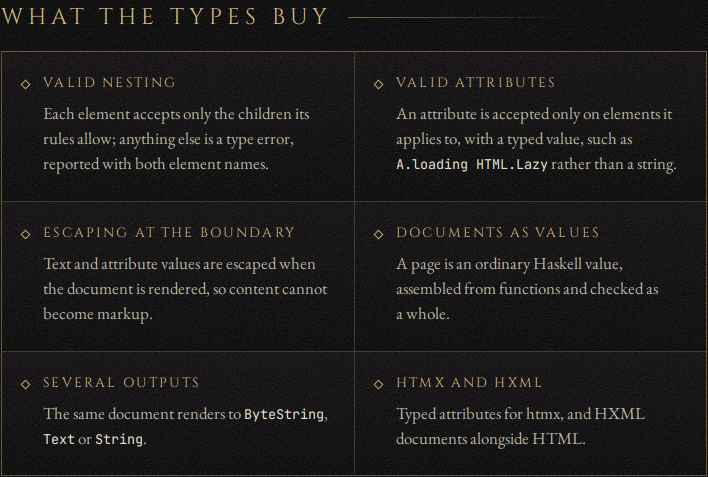 WHAT THE TYPES BUY
VALID NESTING
Each element accepts only the children its
rules allow; anything else is a type error,
reported with both element names.
VALID ATTRIBUTES
An attribute is accepted only on elements it
applies to, with a typed value, such as
A.loading HTML.Lazy rather than a string.
ESCAPING AT THE BOUNDARY
Text and attribute values are escaped when
the document is rendered, so content cannot
become markup.
DOCUMENTS AS VALUES
A page is an ordinary Haskell value,
assembled from functions and checked as
a whole.
SEVERAL OUTPUTS
The same document renders to ByteString,
Text or String.
HTMX AND HXML
Typed attributes for htmx, and HXML
documents alongside HTML.